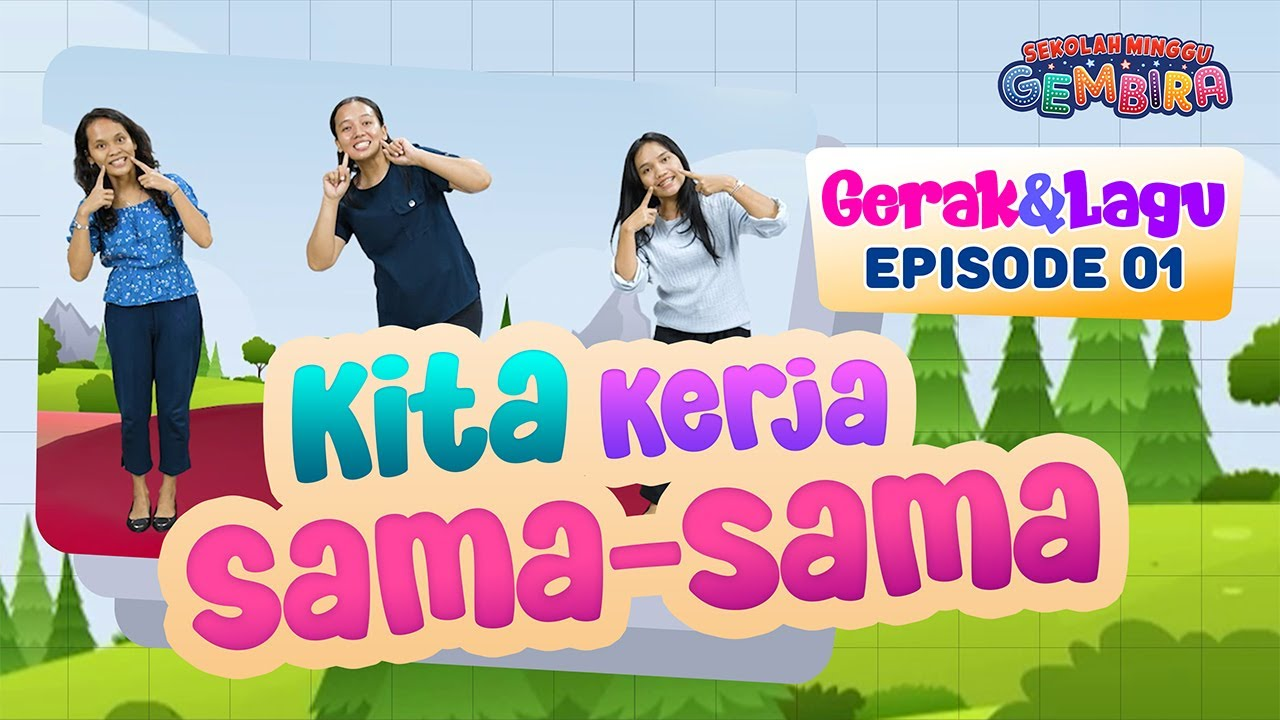 SEKOLAH MINGGU
GEMBIRA
Gerak&Lagu
EPISODE 01
Kita Kerja
Sama-Sama